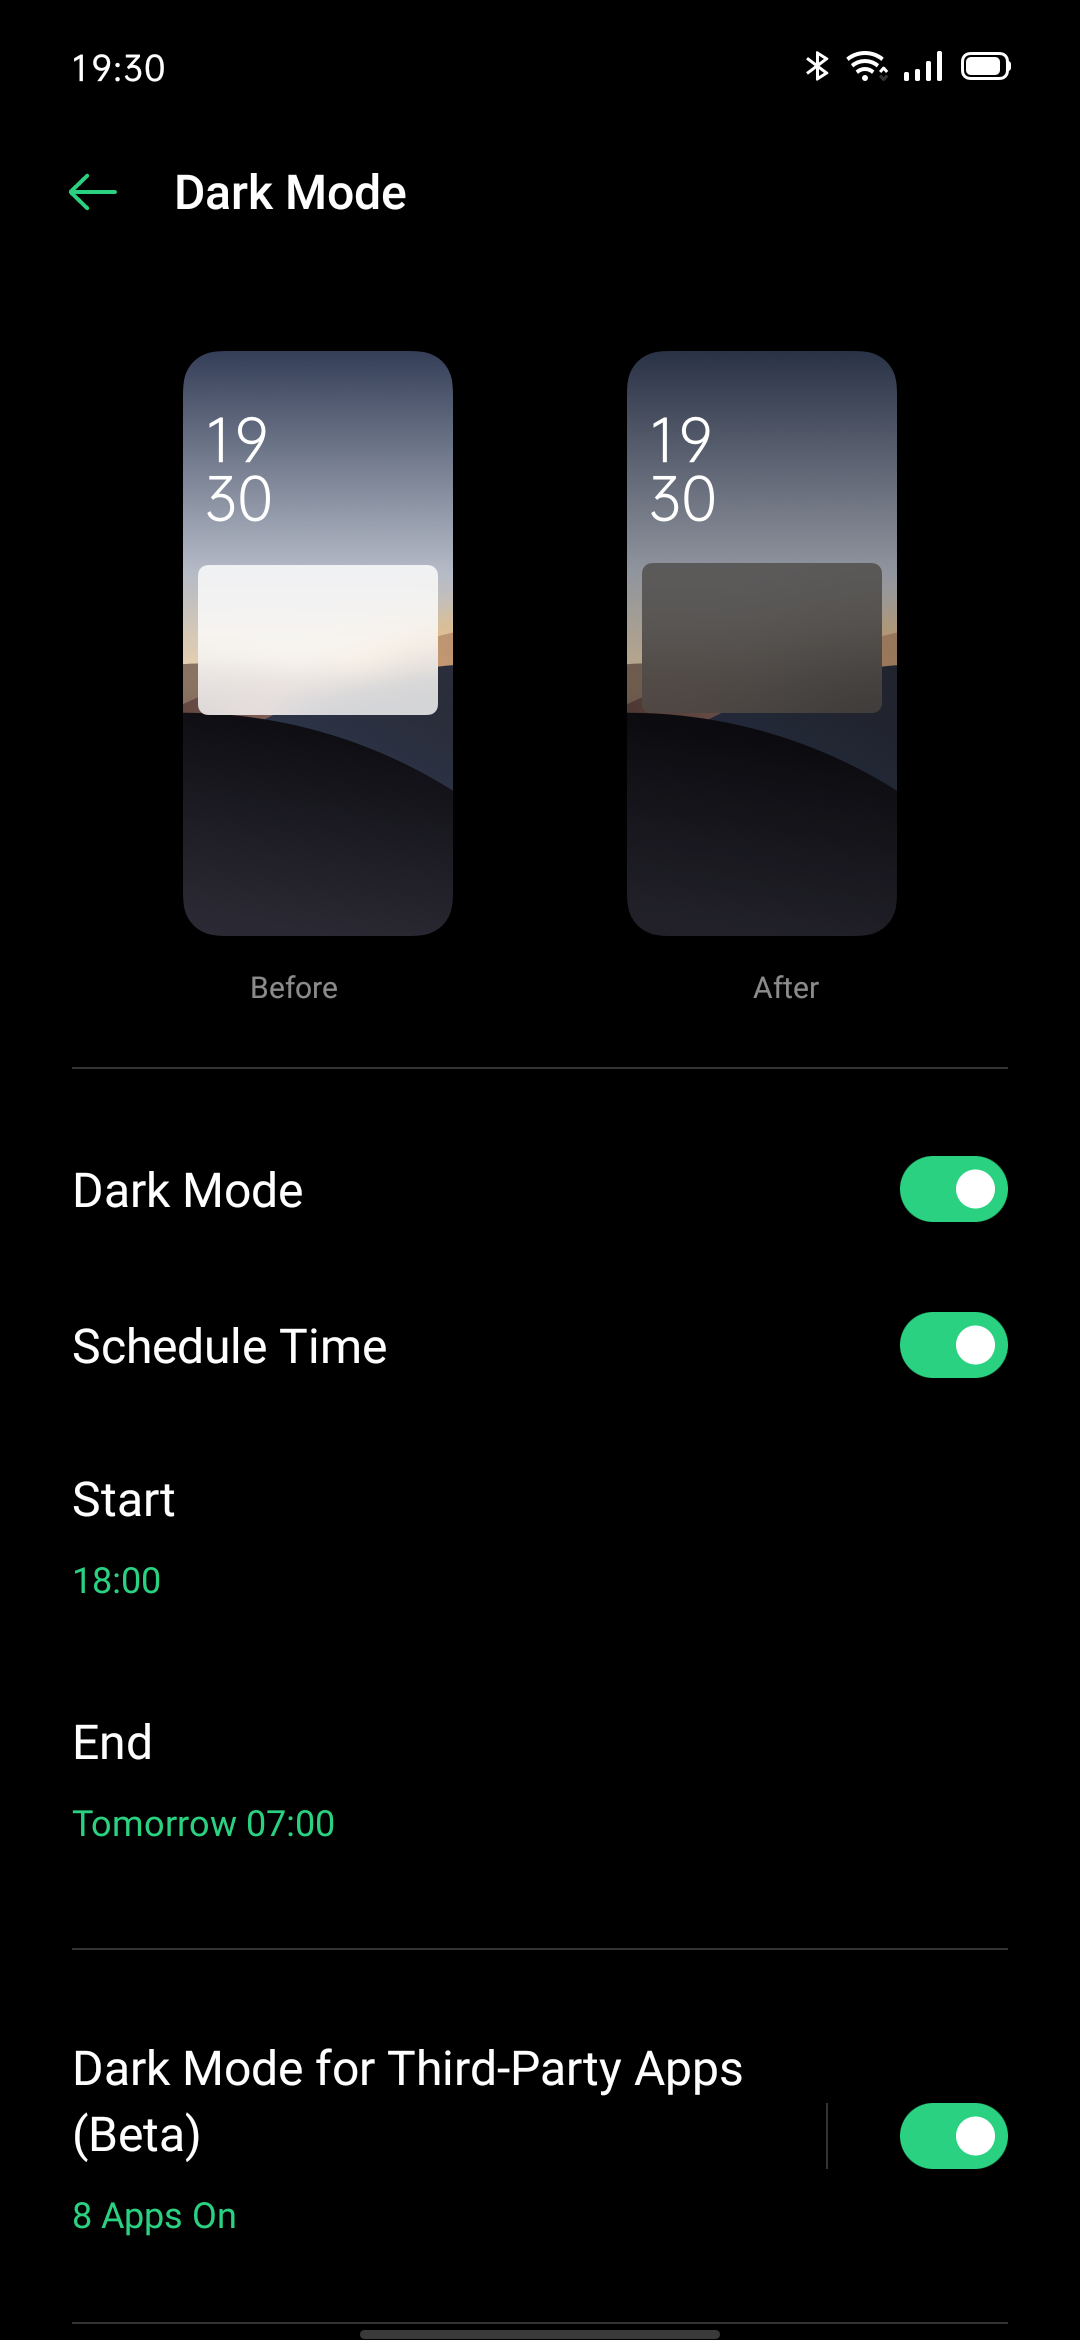 19:30
Dark Mode
19
30
19
30
Before
After
Dark Mode
Schedule Time
Start
18:00
End
Tomorrow 07:00
Dark Mode for Third-Party Apps
(Beta)
8 Apps On